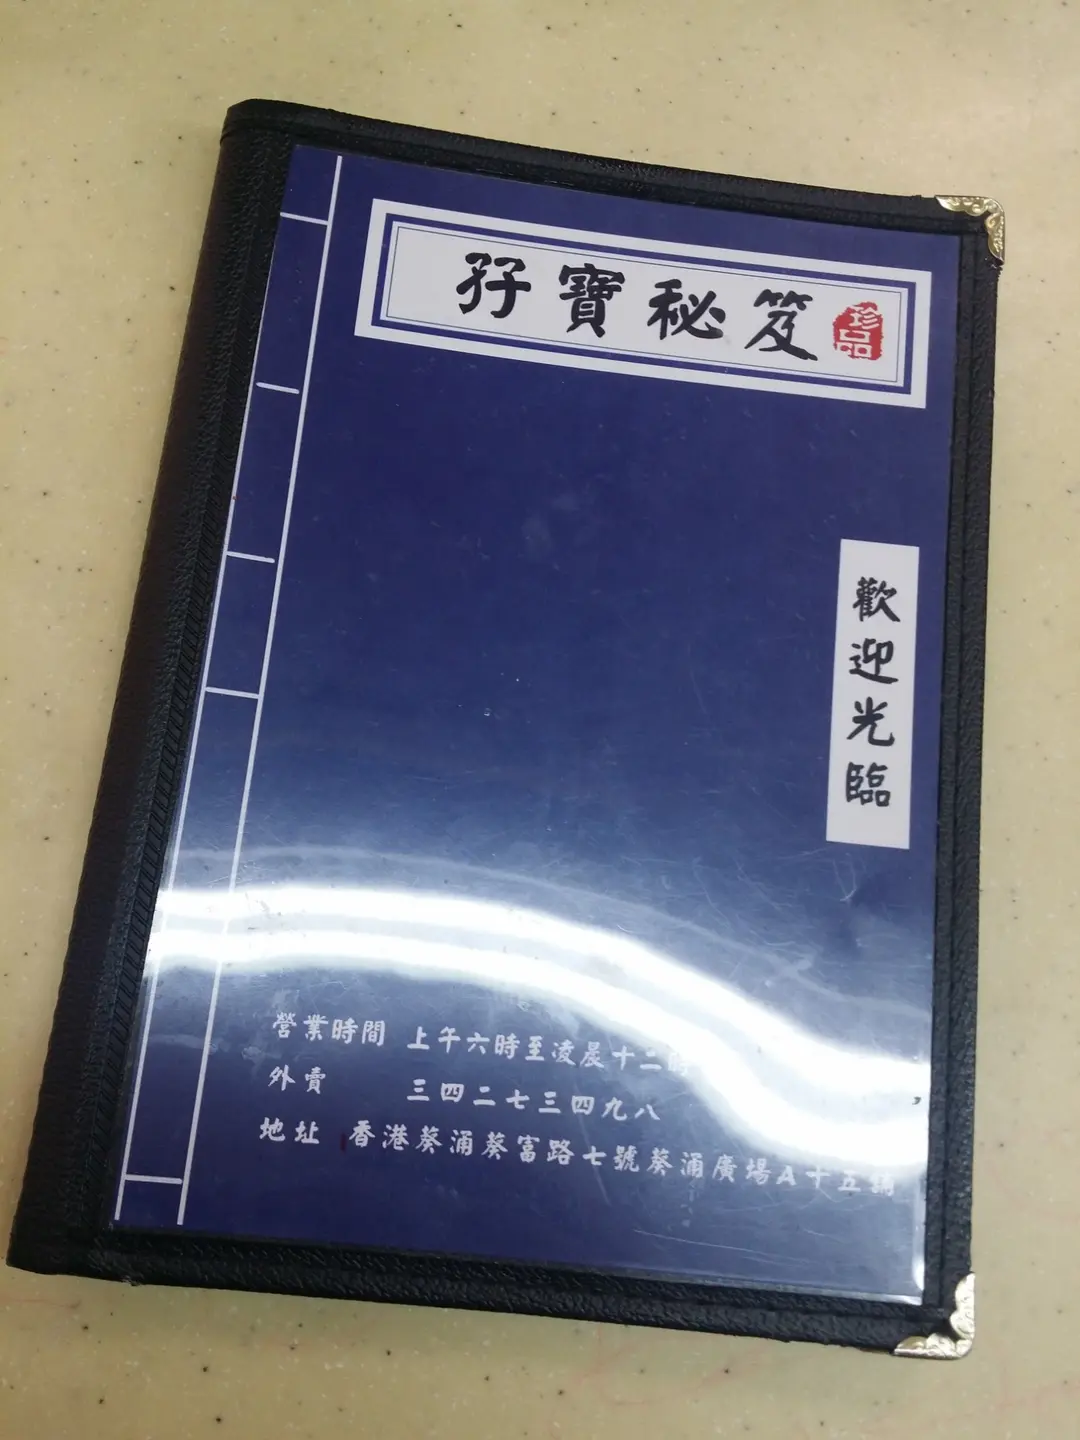 孖寶秘笈
珍品
歡迎光臨
營業時間 上午六時至凌晨十二時
外賣 三四二七三四九八
地址 香港葵涌葵富路七號葵涌廣場A十五舖